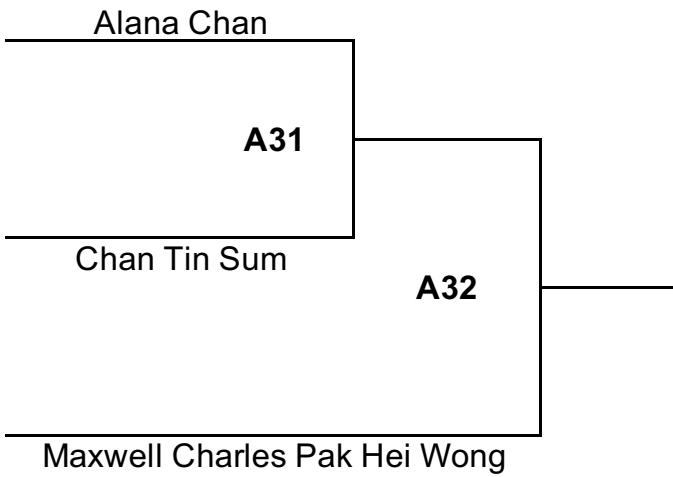 Alana Chan
A31
Chan Tin Sum
A32
Maxwell Charles Pak Hei Wong